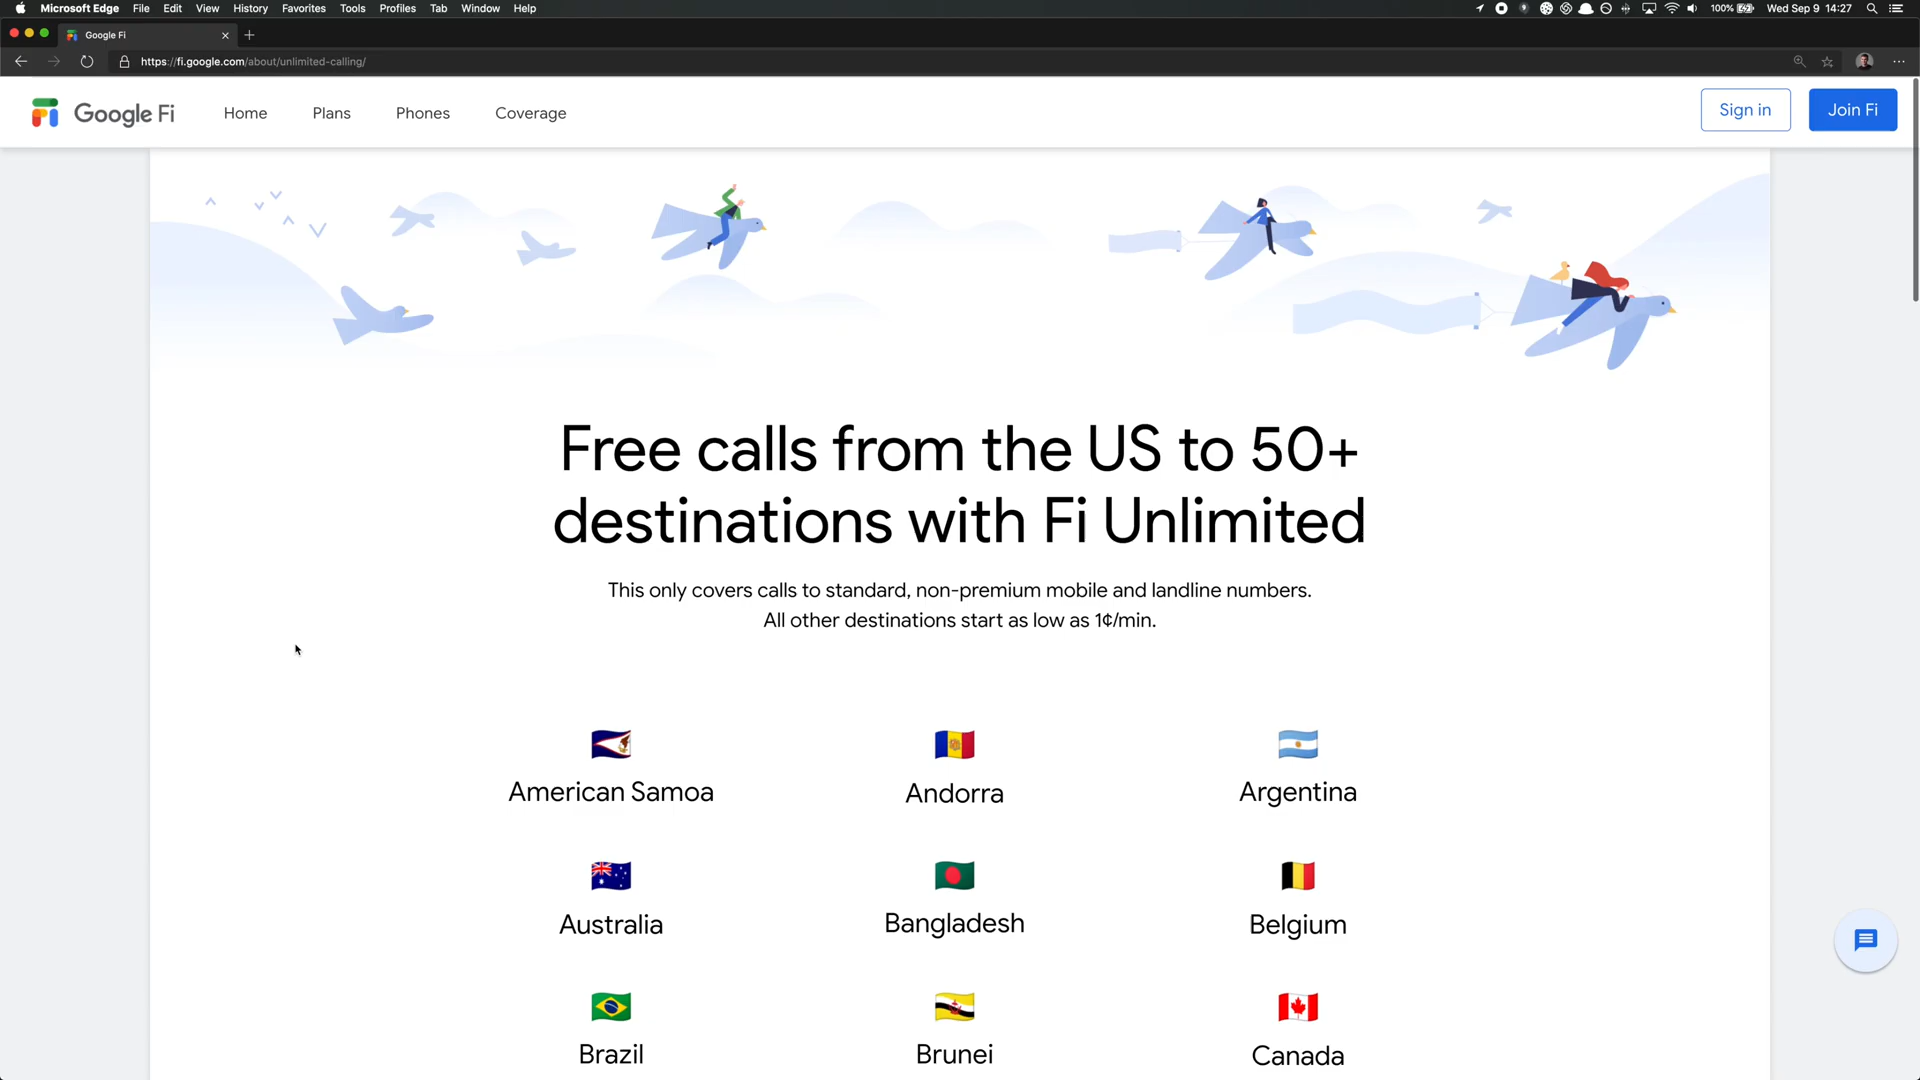 Microsoft Edge File Edit View History Favorites Tools Profiles Tab Window Help 100% Wed Sep 9 14:27
Google Fi
https://fi.google.com/about/unlimited-calling/
Google Fi Home Plans Phones Coverage Sign in Join Fi
Free calls from the US to 50+
destinations with Fi Unlimited
This only covers calls to standard, non-premium mobile and landline numbers.
All other destinations start as low as 1¢/min.
American Samoa Andorra Argentina
Australia Bangladesh Belgium
Brazil Brunei Canada